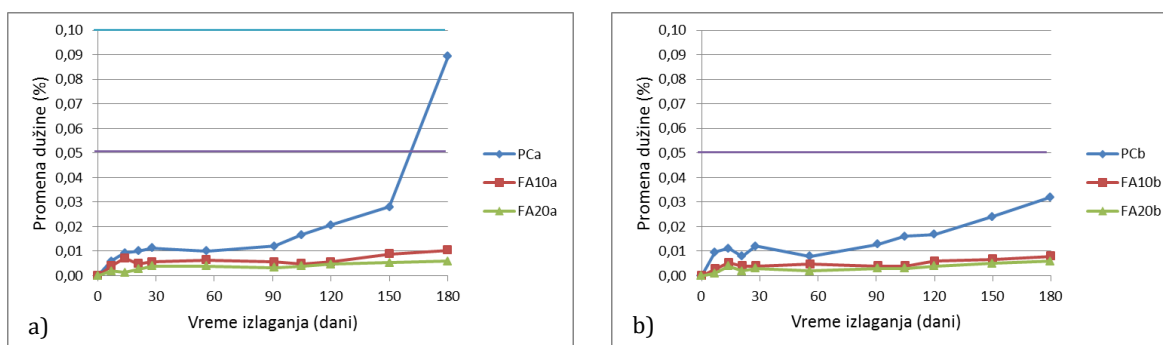 0,10
0,09
0,08
0,07
0,06
0,05
0,04
0,03
0,02
0,01
0,00
Promena dužine (%)
0 30 60 90 120 150 180
Vreme izlaganja (dani)
PCa
FA10a
FA20a
a)
0,10
0,09
0,08
0,07
0,06
0,05
0,04
0,03
0,02
0,01
0,00
Promena dužine (%)
0 30 60 90 120 150 180
Vreme izlaganja (dani)
PCb
FA10b
FA20b
b)